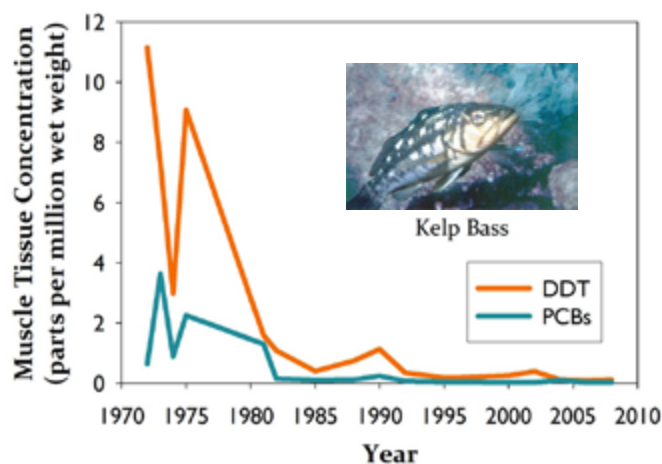 Muscle Tissue Concentration
(parts per million wet weight)
12
10
8
6
4
2
0
Kelp Bass
DDT
PCBs
1970 1975 1980 1985 1990 1995 2000 2005 2010
Year